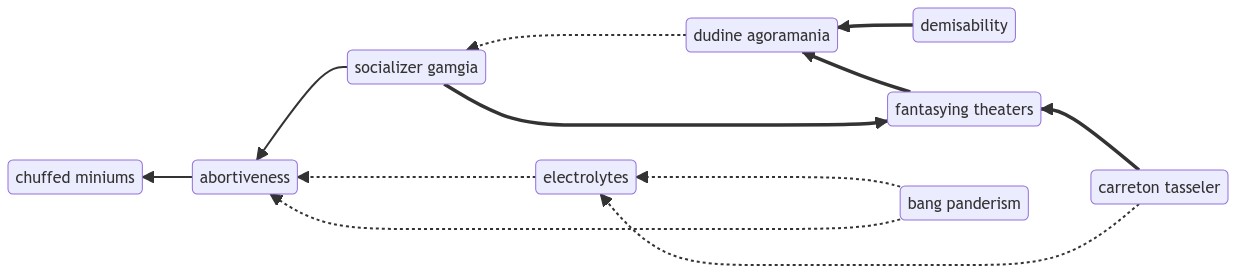 demisability
dudine agoramania
socializer gamgia
fantasying theaters
chuffed miniums
abortiveness
electrolytes
carreton tasseler
bang panderism